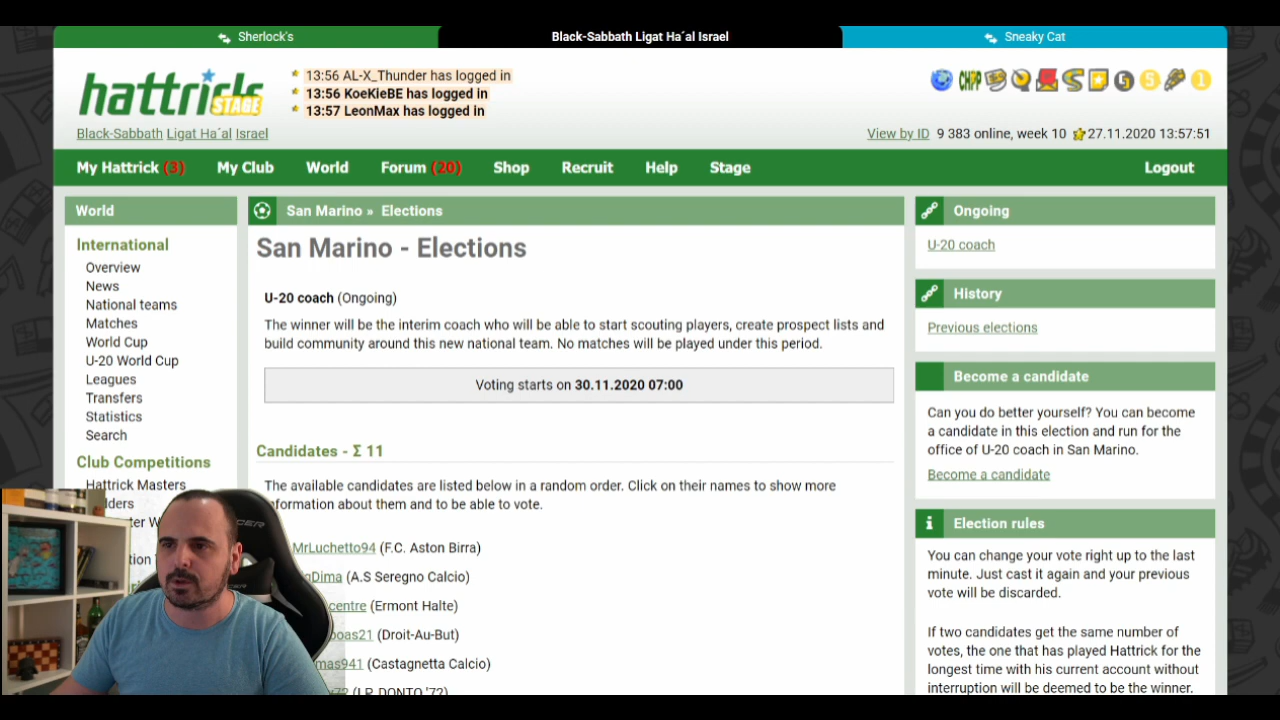 Sherlock's
Black-Sabbath Ligat Ha´al Israel
Sneaky Cat
hattrick
STAGE
13:56 AL-X_Thunder has logged in
13:56 KoeKieBE has logged in
13:57 LeonMax has logged in
CHPP
Black-Sabbath Ligat Ha´al Israel
View by ID 9 383 online, week 10 27.11.2020 13:57:51
My Hattrick (3) My Club World Forum (20) Shop Recruit Help Stage Logout
World
International
Overview
News
National teams
Matches
World Cup
U-20 World Cup
Leagues
Transfers
Statistics
Search
Club Competitions
Hattrick Masters
San Marino » Elections
San Marino - Elections
U-20 coach (Ongoing)
The winner will be the interim coach who will be able to start scouting players, create prospect lists and
build community around this new national team. No matches will be played under this period.
Voting starts on 30.11.2020 07:00
Candidates - Σ 11
The available candidates are listed below in a random order. Click on their names to show more
formation about them and to be able to vote.
MrLuchetto94 (F.C. Aston Birra)
Dima (A.S Seregno Calcio)
centre (Ermont Halte)
boas21 (Droit-Au-But)
mas941 (Castagnetta Calcio)
Ongoing
U-20 coach
History
Previous elections
Become a candidate
Can you do better yourself? You can become
a candidate in this election and run for the
office of U-20 coach in San Marino.
Become a candidate
Election rules
You can change your vote right up to the last
minute. Just cast it again and your previous
vote will be discarded.
If two candidates get the same number of
votes, the one that has played Hattrick for the
longest time with his current account without
interruption will be deemed to be the winner.